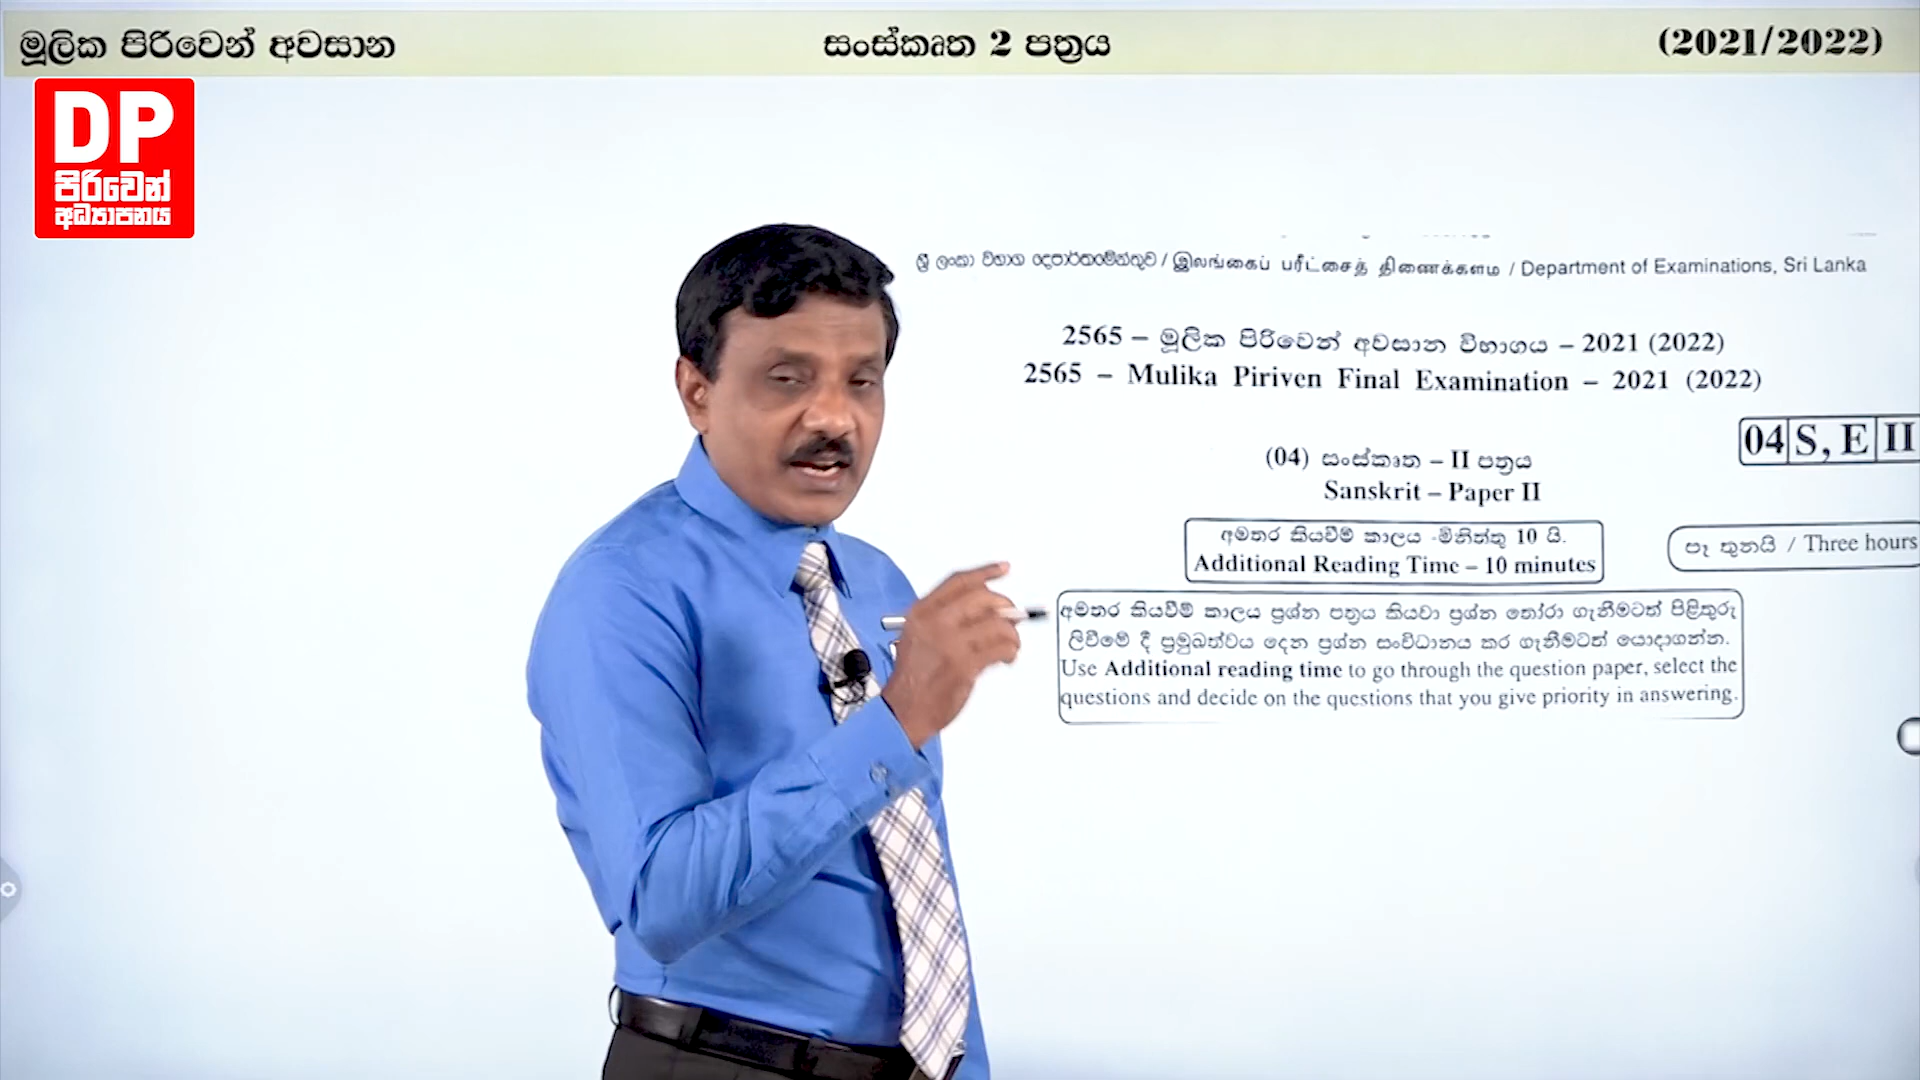 මූලික පිරිවෙන් අවසාන
සංස්කෘත 2 පත්‍රය
(2021/2022)
DP
පිරිවෙන්
අධ්‍යාපනය
ශ්‍රී ලංකා විභාග දෙපාර්තමේන්තුව / இலங்கைப் பரீட்சைத் திணைக்களம் / Department of Examinations, Sri Lanka
2565 – මූලික පිරිවෙන් අවසාන විභාගය – 2021 (2022)
2565 – Mulika Piriven Final Examination – 2021 (2022)
04 S, E II
(04) සංස්කෘත – II පත්‍රය
Sanskrit – Paper II
අමතර කියවීම් කාලය - මිනිත්තු 10 යි.
Additional Reading Time – 10 minutes
පැ තුනයි / Three hours
අමතර කියවීම් කාලය ප්‍රශ්න පත්‍රය කියවා ප්‍රශ්න තෝරා ගැනීමටත් පිළිතුරු
ලිවීමේ දී ප්‍රමුඛත්වය දෙන ප්‍රශ්න සංවිධානය කර ගැනීමටත් යොදාගන්න.
Use Additional reading time to go through the question paper, select the
questions and decide on the questions that you give priority in answering.